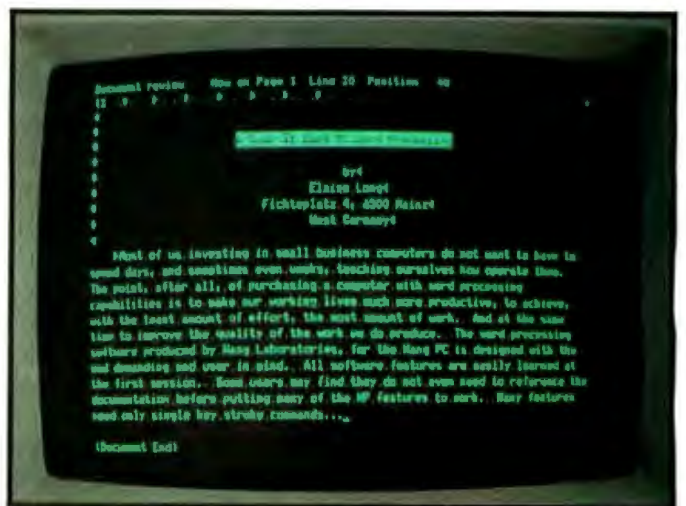 Document review Now on Page 1 Line 20 Position 40
by
Elaine Long
Fichteplatz 4, 6500 Mainz
West Germany
Most of us investing in small business computers do not want to have to
spend days, and sometimes even weeks, teaching ourselves how operate them.
The point, after all, of purchasing a computer with word processing
capabilities is to make our working lives much more productive, to achieve,
with the least amount of effort, the most amount of work. And at the same
time to improve the quality of the work we do produce. The word processing
software produced by Wang Laboratories, for the Wang PC is designed with the
end user in mind. All software features are easily learned at
the first session. Some users may find they do not even need to reference the
documentation before putting many of the WP features to work. Many features
need only single key stroke commands...
(Document End)